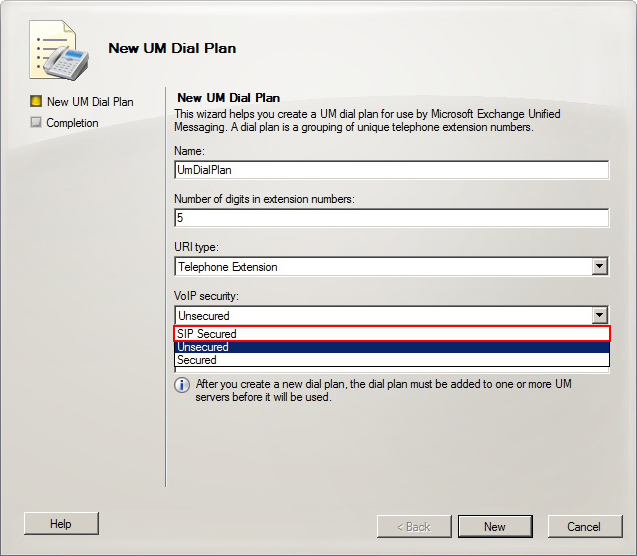 New UM Dial Plan
New UM Dial Plan
Completion
New UM Dial Plan
This wizard helps you create a UM dial plan for use by Microsoft Exchange Unified
Messaging. A dial plan is a grouping of unique telephone extension numbers.
Name:
UmDialPlan
Number of digits in extension numbers:
5
URI type:
Telephone Extension
VoIP security:
Unsecured
SIP Secured
Unsecured
Secured
After you create a new dial plan, the dial plan must be added to one or more UM
servers before it will be used.
Help
< Back
New
Cancel